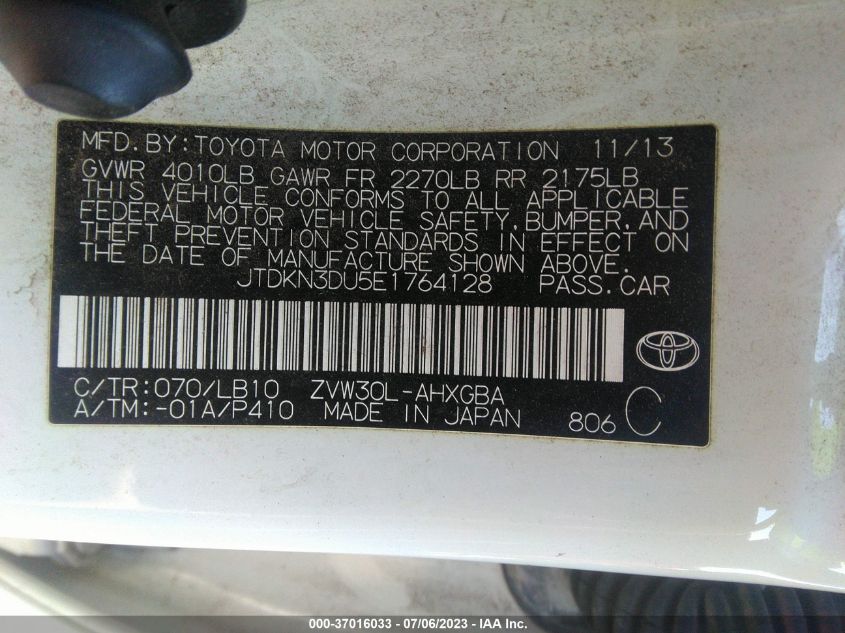 MFD. BY: TOYOTA MOTOR CORPORATION 11/13
GVWR 4010LB GAWR FR 2270LB RR 2175LB
THIS VEHICLE CONFORMS TO ALL APPLICABLE
FEDERAL MOTOR VEHICLE SAFETY, BUMPER, AND
THEFT PREVENTION STANDARDS IN EFFECT ON
THE DATE OF MANUFACTURE SHOWN ABOVE.
JTDKN3DU5E1764128 PASS. CAR
C/TR: 070/LB10 ZVW30L-AHXGBA
A/TM: -01A/P410 MADE IN JAPAN 806 C
000-37016033 / 07/06/2023 - IAA Inc.